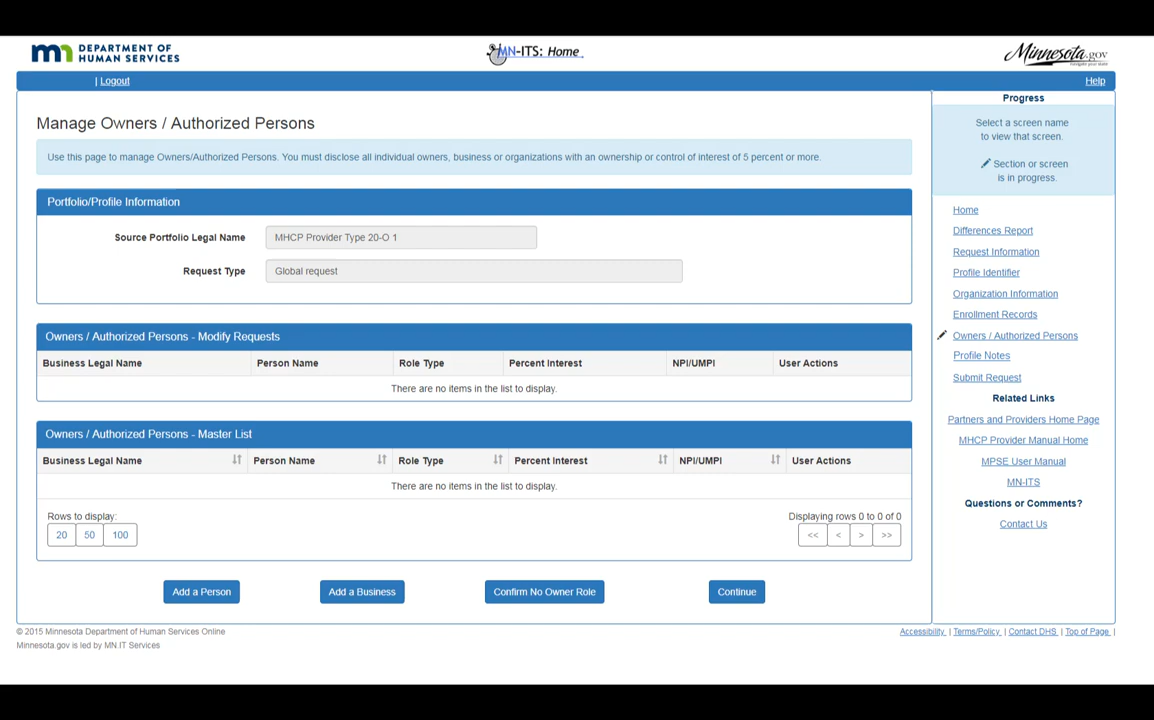 DEPARTMENT OF
HUMAN SERVICES
MN-ITS: Home
Minnesota.gov
| Logout
Help
Manage Owners / Authorized Persons
Use this page to manage Owners/Authorized Persons. You must disclose all individual owners, business or organizations with an ownership or control of interest of 5 percent or more.
Portfolio/Profile Information
Source Portfolio Legal Name MHCP Provider Type 20-O 1
Request Type Global request
Owners / Authorized Persons - Modify Requests
Business Legal Name Person Name Role Type Percent Interest NPI/UMPI User Actions
There are no items in the list to display.
Owners / Authorized Persons - Master List
Business Legal Name Person Name Role Type Percent Interest NPI/UMPI User Actions
There are no items in the list to display.
Rows to display: Displaying rows 0 to 0 of 0
20 50 100 << < > >>
Add a Person Add a Business Confirm No Owner Role Continue
Progress
Select a screen name
to view that screen.
Section or screen
is in progress.
Home
Differences Report
Request Information
Profile Identifier
Organization Information
Enrollment Records
Owners / Authorized Persons
Profile Notes
Submit Request
Related Links
Partners and Providers Home Page
MHCP Provider Manual Home
MPSE User Manual
MN-ITS
Questions or Comments?
Contact Us
© 2015 Minnesota Department of Human Services Online Accessibility | Terms/Policy | Contact DHS | Top of Page |
Minnesota.gov is led by MN.IT Services